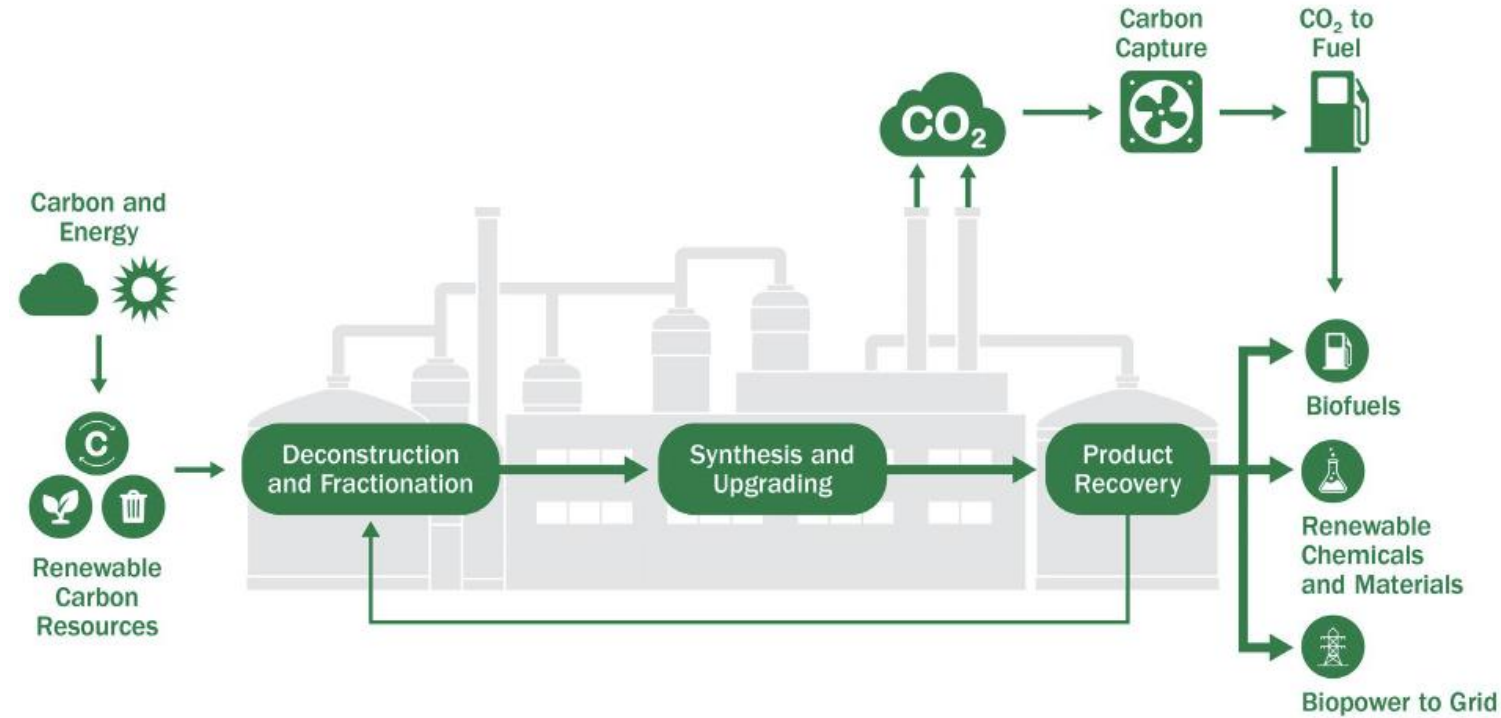 Carbon and
Energy
C
Renewable
Carbon
Resources
Deconstruction
and Fractionation
Synthesis and
Upgrading
Product
Recovery
CO₂
Carbon
Capture
CO₂ to
Fuel
Biofuels
Renewable
Chemicals
and Materials
Biopower to Grid